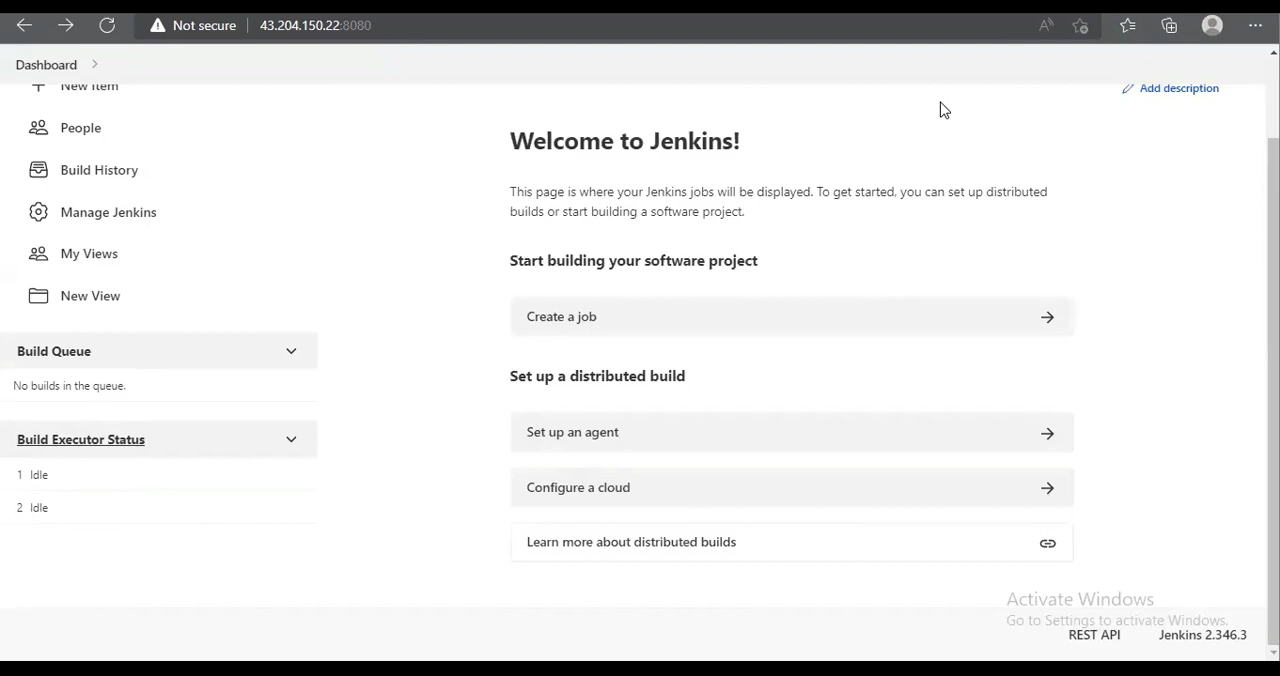 Not secure 43.204.150.22:8080
Dashboard
New Item
Add description
People
Build History
Manage Jenkins
My Views
New View
Build Queue
No builds in the queue.
Build Executor Status
1 Idle
2 Idle
Welcome to Jenkins!
This page is where your Jenkins jobs will be displayed. To get started, you can set up distributed
builds or start building a software project.
Start building your software project
Create a job
Set up a distributed build
Set up an agent
Configure a cloud
Learn more about distributed builds
Activate Windows
Go to Settings to activate Windows.
REST API Jenkins 2.346.3